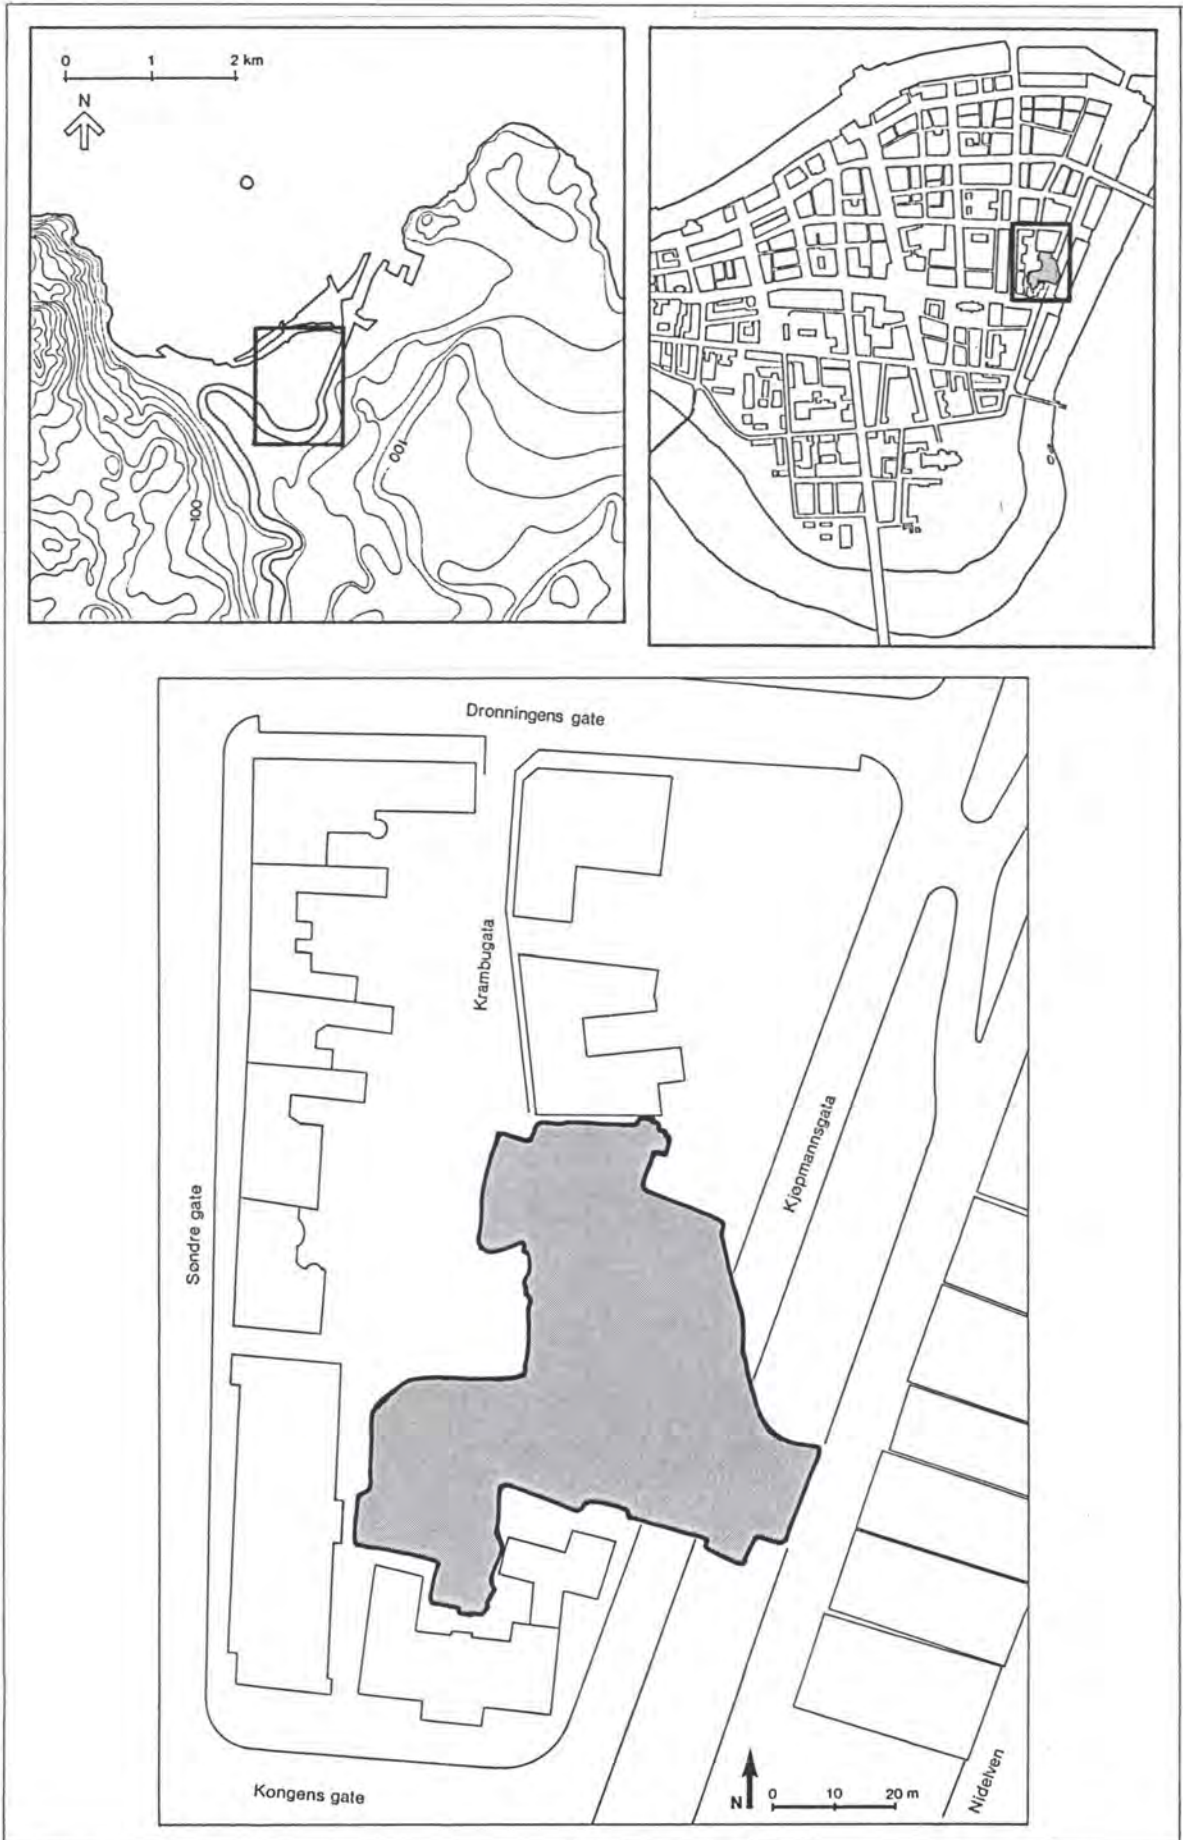 0 1 2 km
N
100
100
Dronningens gate
Krambugata
Kjøpmannsgata
Søndre gate
Kongens gate
N
0 10 20 m
Nidelven